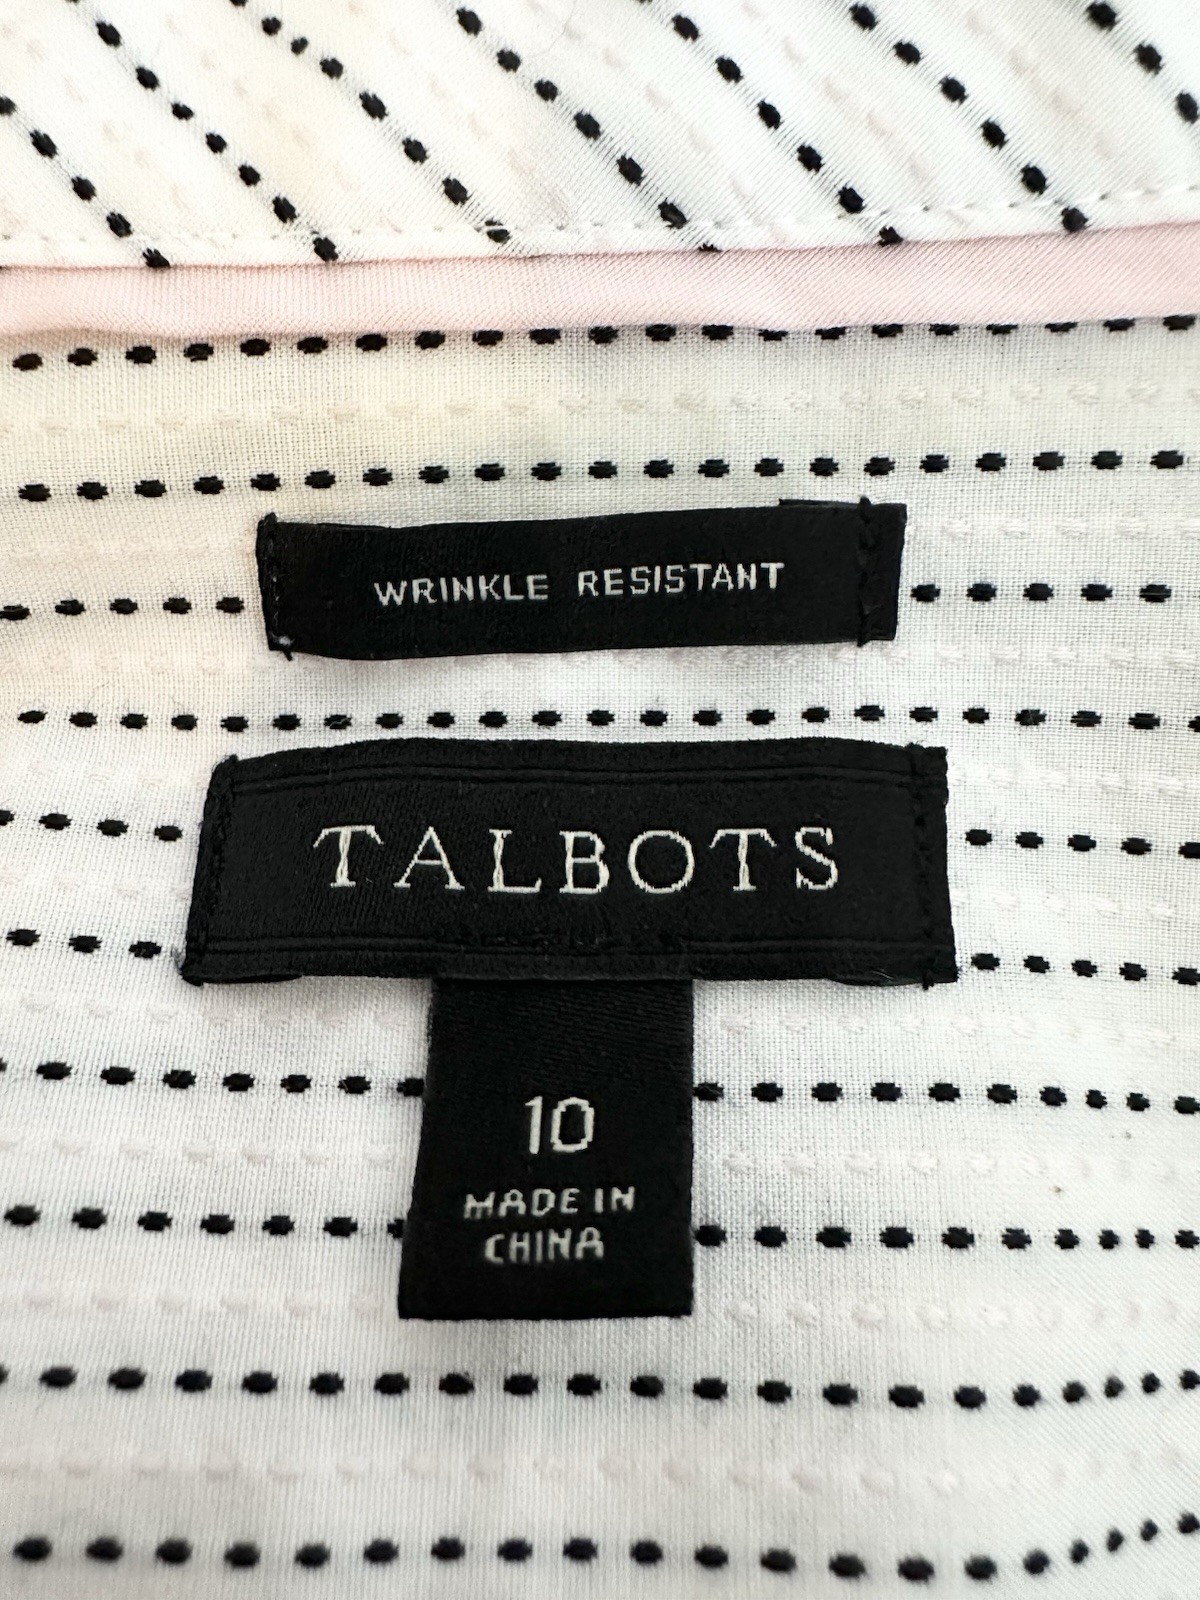 WRINKLE RESISTANT
TALBOTS
10
MADE IN
CHINA